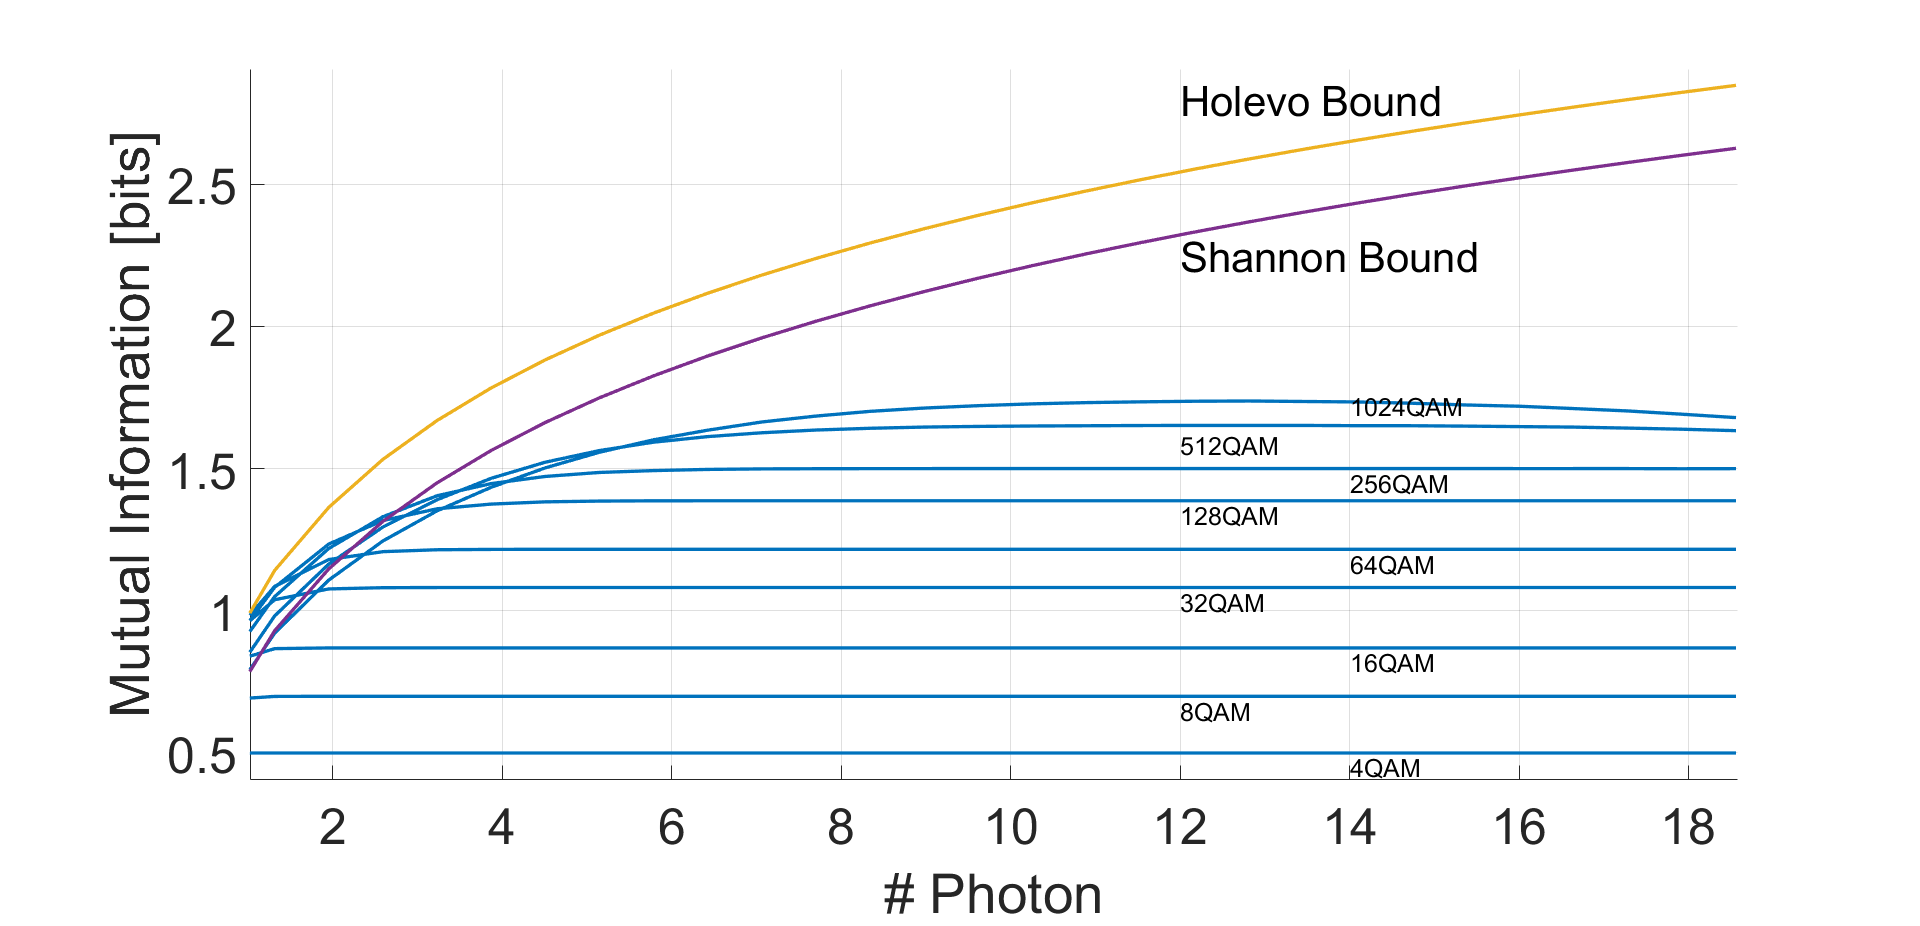 Mutual Information [bits]
2.5
2
1.5
1
0.5
Holevo Bound
Shannon Bound
1024QAM
512QAM
256QAM
128QAM
64QAM
32QAM
16QAM
8QAM
4QAM
2 4 6 8 10 12 14 16 18
# Photon